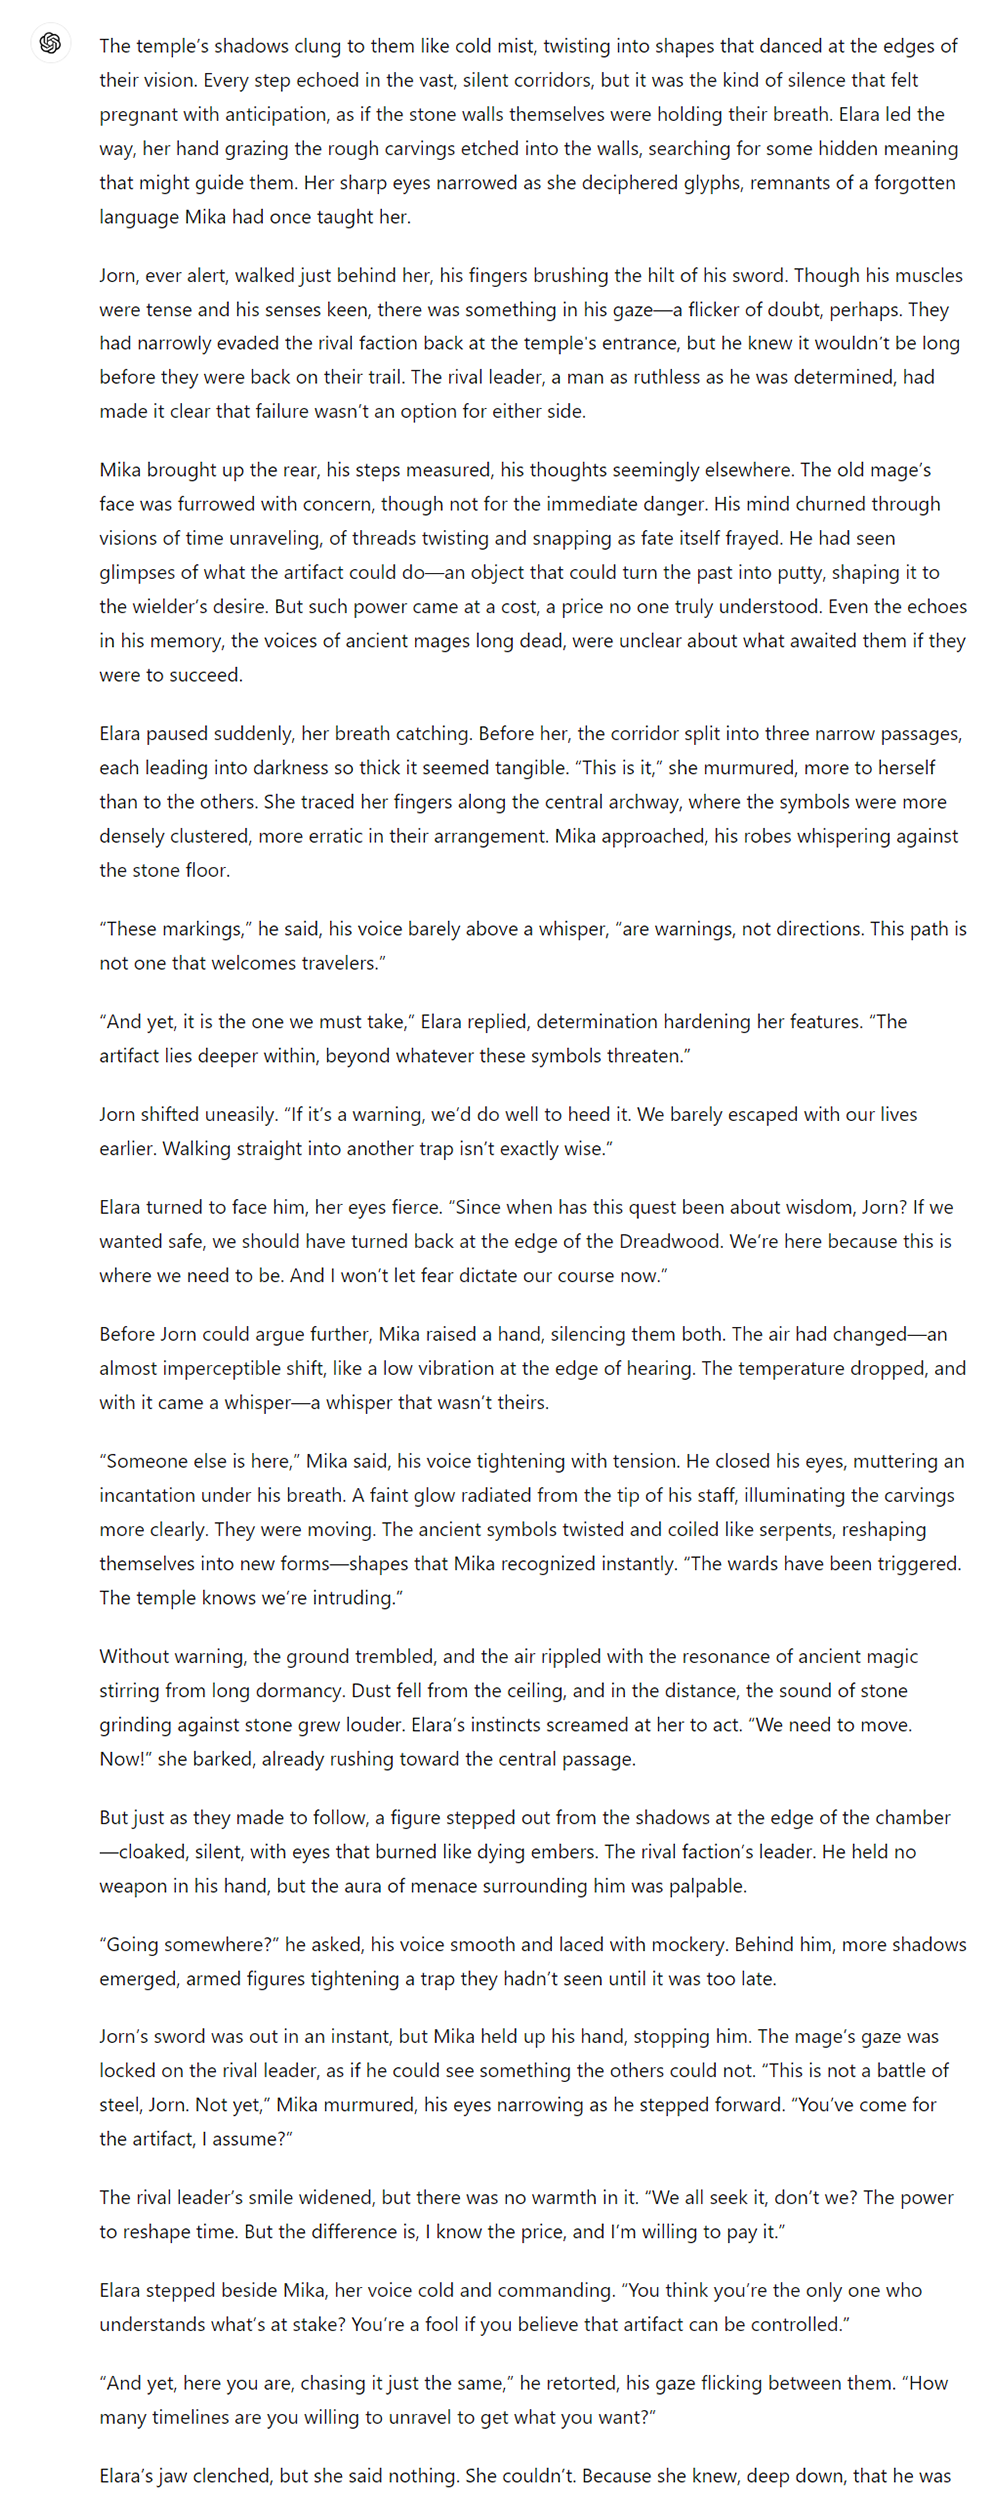 The temple’s shadows clung to them like cold mist, twisting into shapes that danced at the edges of
their vision. Every step echoed in the vast, silent corridors, but it was the kind of silence that felt
pregnant with anticipation, as if the stone walls themselves were holding their breath. Elara led the
way, her hand grazing the rough carvings etched into the walls, searching for some hidden meaning
that might guide them. Her sharp eyes narrowed as she deciphered glyphs, remnants of a forgotten
language Mika had once taught her.
Jorn, ever alert, walked just behind her, his fingers brushing the hilt of his sword. Though his muscles
were tense and his senses keen, there was something in his gaze—a flicker of doubt, perhaps. They
had narrowly evaded the rival faction back at the temple's entrance, but he knew it wouldn’t be long
before they were back on their trail. The rival leader, a man as ruthless as he was determined, had
made it clear that failure wasn’t an option for either side.
Mika brought up the rear, his steps measured, his thoughts seemingly elsewhere. The old mage’s
face was furrowed with concern, though not for the immediate danger. His mind churned through
visions of time unraveling, of threads twisting and snapping as fate itself frayed. He had seen
glimpses of what the artifact could do—an object that could turn the past into putty, shaping it to
the wielder’s desire. But such power came at a cost, a price no one truly understood. Even the echoes
in his memory, the voices of ancient mages long dead, were unclear about what awaited them if they
were to succeed.
Elara paused suddenly, her breath catching. Before her, the corridor split into three narrow passages,
each leading into darkness so thick it seemed tangible. “This is it,” she murmured, more to herself
than to the others. She traced her fingers along the central archway, where the symbols were more
densely clustered, more erratic in their arrangement. Mika approached, his robes whispering against
the stone floor.
“These markings,” he said, his voice barely above a whisper, “are warnings, not directions. This path is
not one that welcomes travelers.”
“And yet, it is the one we must take,” Elara replied, determination hardening her features. “The
artifact lies deeper within, beyond whatever these symbols threaten.”
Jorn shifted uneasily. “If it’s a warning, we’d do well to heed it. We barely escaped with our lives
earlier. Walking straight into another trap isn’t exactly wise.”
Elara turned to face him, her eyes fierce. “Since when has this quest been about wisdom, Jorn? If we
wanted safe, we should have turned back at the edge of the Dreadwood. We’re here because this is
where we need to be. And I won’t let fear dictate our course now.”
Before Jorn could argue further, Mika raised a hand, silencing them both. The air had changed—an
almost imperceptible shift, like a low vibration at the edge of hearing. The temperature dropped, and
with it came a whisper—a whisper that wasn’t theirs.
“Someone else is here,” Mika said, his voice tightening with tension. He closed his eyes, muttering an
incantation under his breath. A faint glow radiated from the tip of his staff, illuminating the carvings
more clearly. They were moving. The ancient symbols twisted and coiled like serpents, reshaping
themselves into new forms—shapes that Mika recognized instantly. “The wards have been triggered.
The temple knows we’re intruding.”
Without warning, the ground trembled, and the air rippled with the resonance of ancient magic
stirring from long dormancy. Dust fell from the ceiling, and in the distance, the sound of stone
grinding against stone grew louder. Elara’s instincts screamed at her to act. “We need to move.
Now!” she barked, already rushing toward the central passage.
But just as they made to follow, a figure stepped out from the shadows at the edge of the chamber
—cloaked, silent, with eyes that burned like dying embers. The rival faction’s leader. He held no
weapon in his hand, but the aura of menace surrounding him was palpable.
“Going somewhere?” he asked, his voice smooth and laced with mockery. Behind him, more shadows
emerged, armed figures tightening a trap they hadn’t seen until it was too late.
Jorn’s sword was out in an instant, but Mika held up his hand, stopping him. The mage’s gaze was
locked on the rival leader, as if he could see something the others could not. “This is not a battle of
steel, Jorn. Not yet,” Mika murmured, his eyes narrowing as he stepped forward. “You’ve come for
the artifact, I assume?”
The rival leader’s smile widened, but there was no warmth in it. “We all seek it, don’t we? The power
to reshape time. But the difference is, I know the price, and I’m willing to pay it.”
Elara stepped beside Mika, her voice cold and commanding. “You think you’re the only one who
understands what’s at stake? You’re a fool if you believe that artifact can be controlled.”
“And yet, here you are, chasing it just the same,” he retorted, his gaze flicking between them. “How
many timelines are you willing to unravel to get what you want?”
Elara’s jaw clenched, but she said nothing. She couldn’t. Because she knew, deep down, that he was